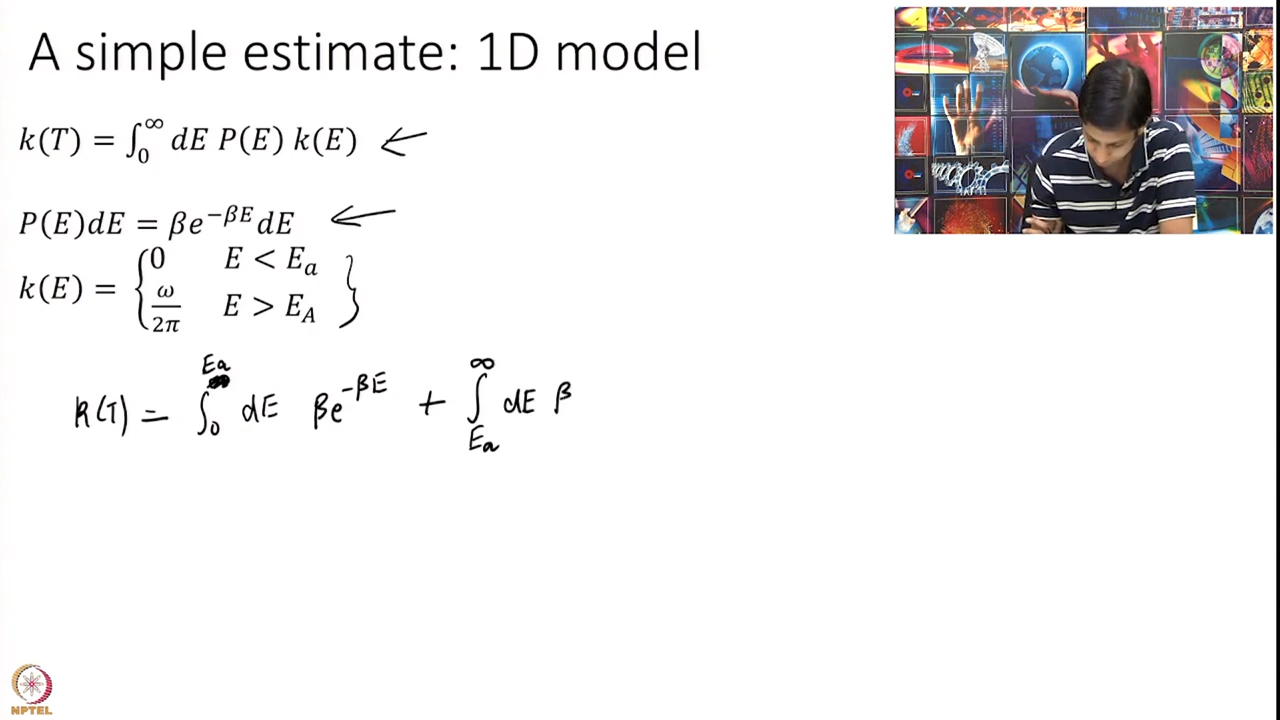 A simple estimate: 1D model
k(T) = ∫₀^∞ dE P(E) k(E) ←
P(E)dE = βe^{−βE}dE ←
k(E) = { 0 E < E_a
ω/2π E > E_A }
k(T) = ∫₀^{Ea} dE βe^{−βE} + ∫_{Ea}^∞ dE β
NPTEL